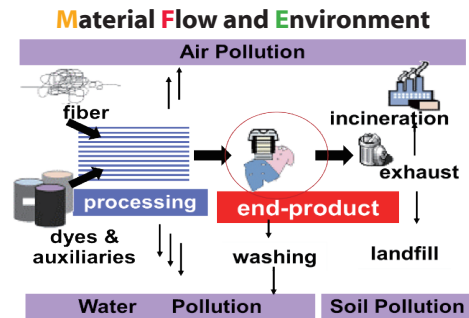 Material Flow and Environment
Air Pollution
fiber
incineration
exhaust
processing
end-product
dyes &
auxiliaries
washing
landfill
Water Pollution
Soil Pollution